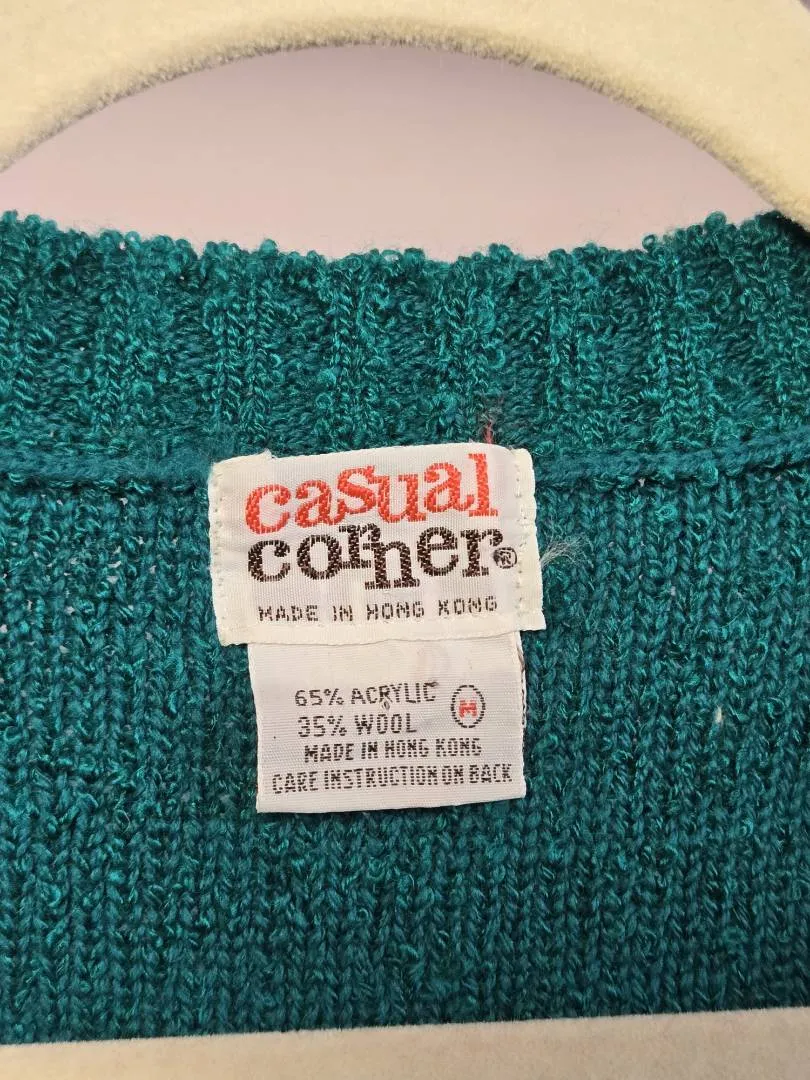 casual
corner®
MADE IN HONG KONG
65% ACRYLIC
35% WOOL
M
MADE IN HONG KONG
CARE INSTRUCTION ON BACK